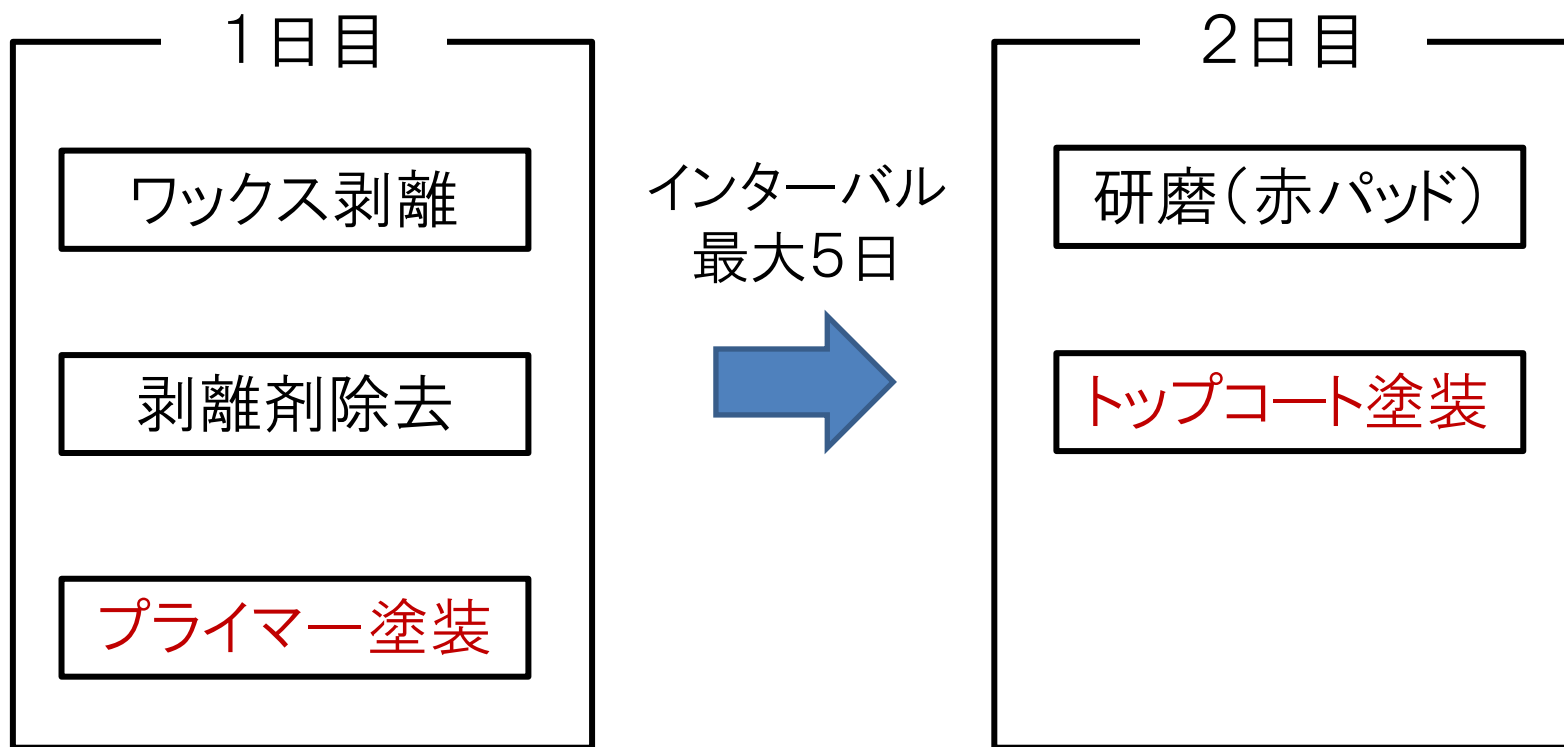 1日目
ワックス剥離
剥離剤除去
プライマー塗装
インターバル
最大5日
2日目
研磨(赤パッド)
トップコート塗装